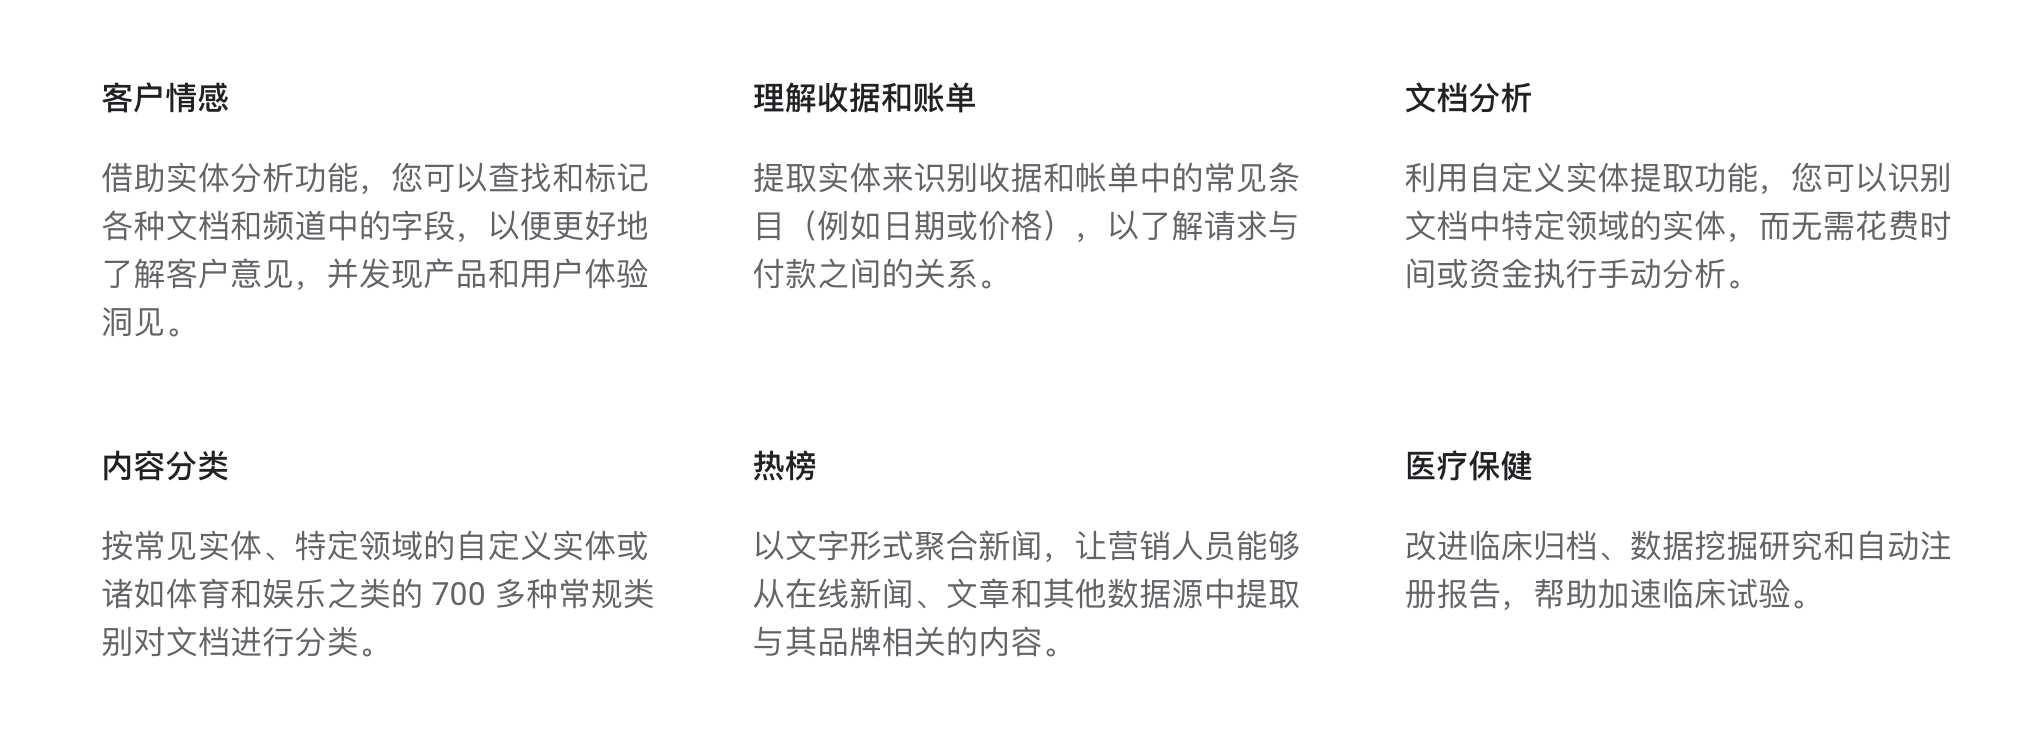 客户情感
借助实体分析功能，您可以查找和标记
各种文档和频道中的字段，以便更好地
了解客户意见，并发现产品和用户体验
洞见。
理解收据和账单
提取实体来识别收据和帐单中的常见条
目（例如日期或价格），以了解请求与
付款之间的关系。
文档分析
利用自定义实体提取功能，您可以识别
文档中特定领域的实体，而无需花费时
间或资金执行手动分析。
内容分类
按常见实体、特定领域的自定义实体或
诸如体育和娱乐之类的 700 多种常规类
别对文档进行分类。
热榜
以文字形式聚合新闻，让营销人员能够
从在线新闻、文章和其他数据源中提取
与其品牌相关的内容。
医疗保健
改进临床归档、数据挖掘研究和自动注
册报告，帮助加速临床试验。